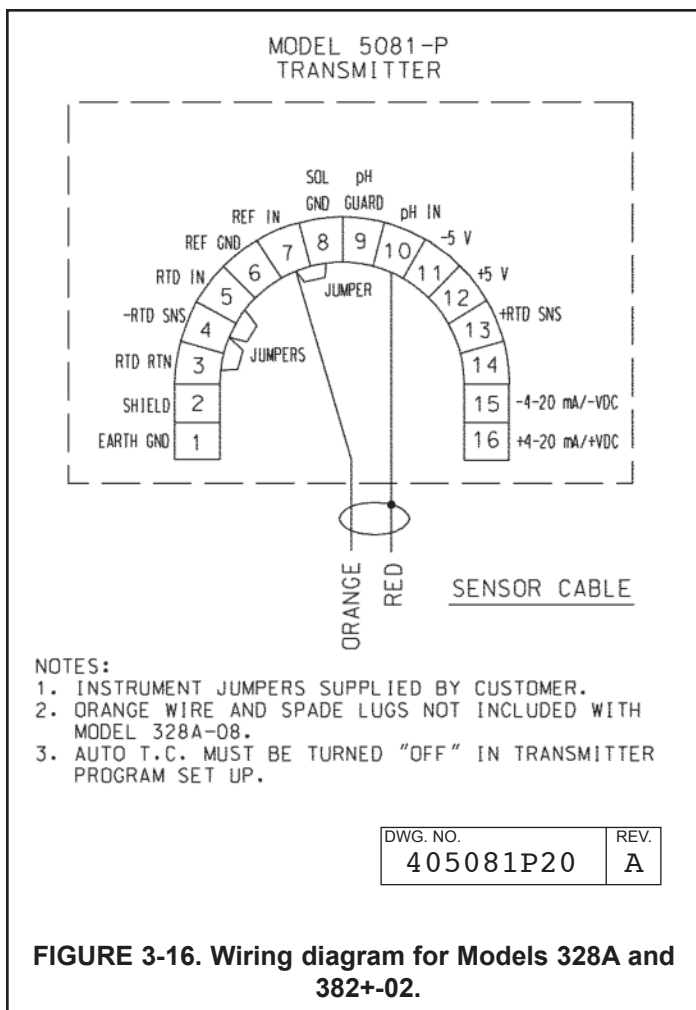 MODEL 5081-P
TRANSMITTER
SOL pH
GND GUARD
REF IN pH IN
REF GND -5 V
RTD IN +5 V
-RTD SNS +RTD SNS
RTD RTN
SHIELD
EARTH GND
1 2 3 4 5 6 7 8 9 10 11 12 13 14 15 16
JUMPER
JUMPERS
-4-20 mA/-VDC
+4-20 mA/+VDC
ORANGE
RED
SENSOR CABLE
NOTES:
1. INSTRUMENT JUMPERS SUPPLIED BY CUSTOMER.
2. ORANGE WIRE AND SPADE LUGS NOT INCLUDED WITH
MODEL 328A-08.
3. AUTO T.C. MUST BE TURNED "OFF" IN TRANSMITTER
PROGRAM SET UP.
DWG. NO. REV.
405081P20 A
FIGURE 3-16. Wiring diagram for Models 328A and
382+-02.